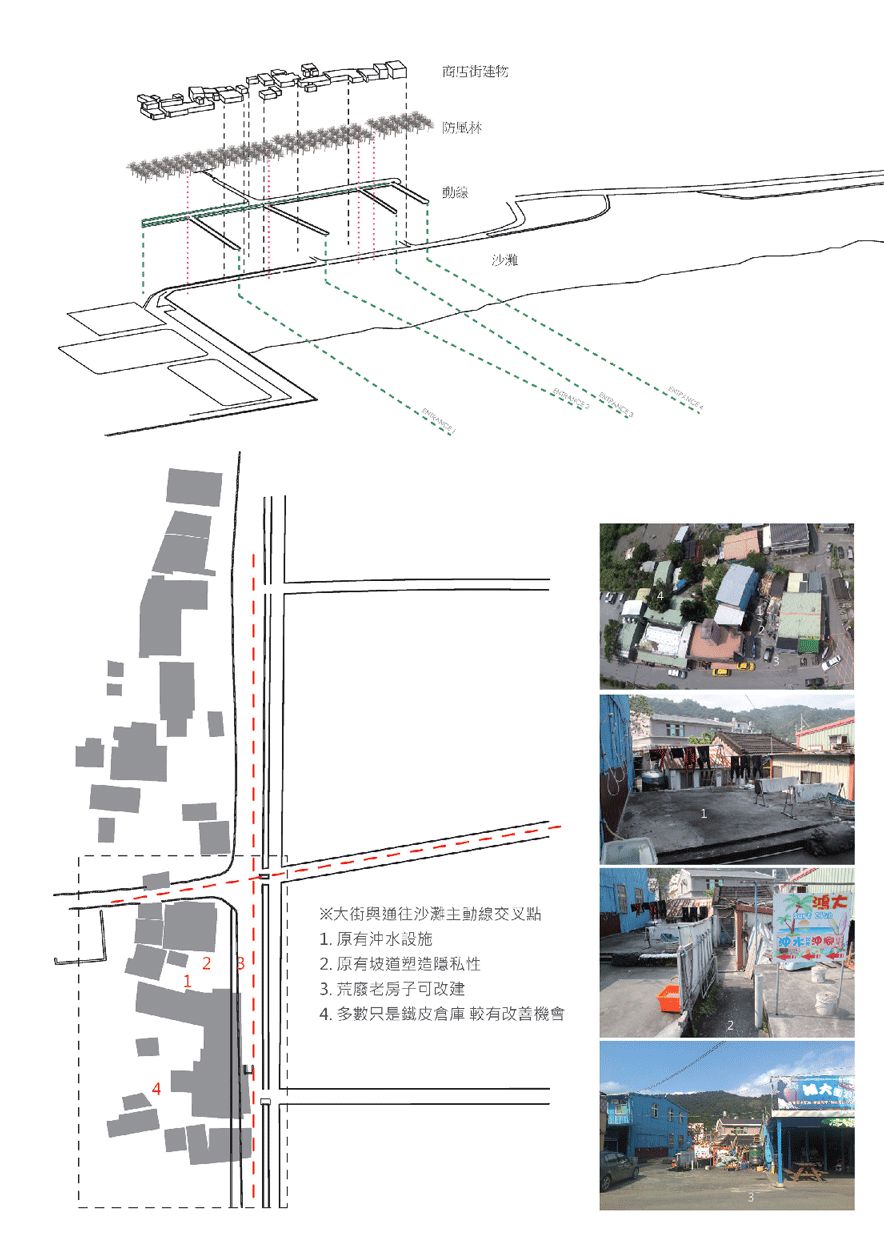 商店街建物
防風林
動線
沙灘
ENTRANCE 1
ENTRANCE 2
ENTRANCE 3
ENTRANCE 4
※大街與通往沙灘主動線交叉點
1. 原有沖水設施
2. 原有坡道塑造隱私性
3. 荒廢老房子可改建
4. 多數只是鐵皮倉庫 較有改善機會
2
3
1
4
4
1
2
3
1
鴻大
沖水
2
鴻大
3